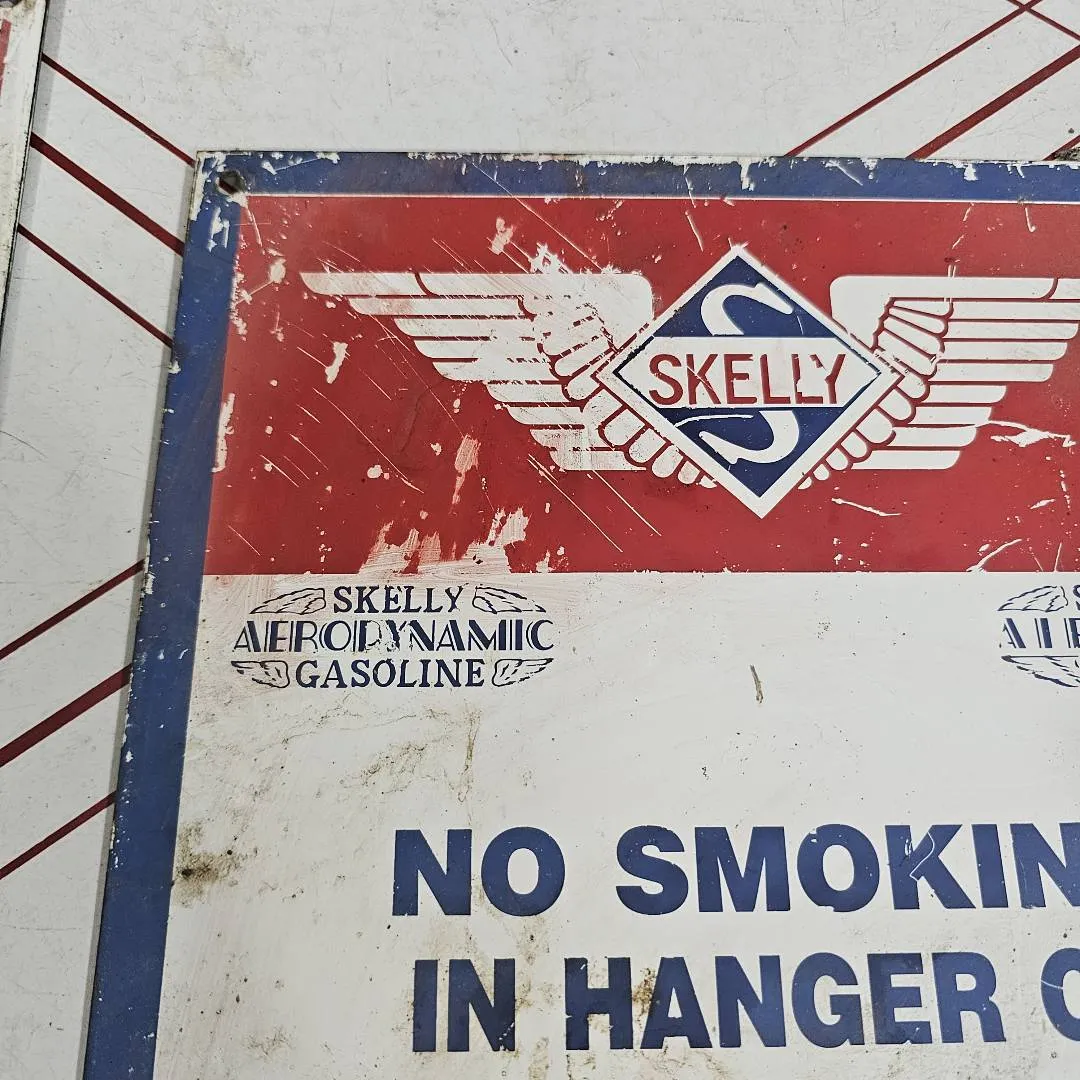 S
SKELLY
SKELLY
AERODYNAMIC
GASOLINE
NO SMOKIN
IN HANGER